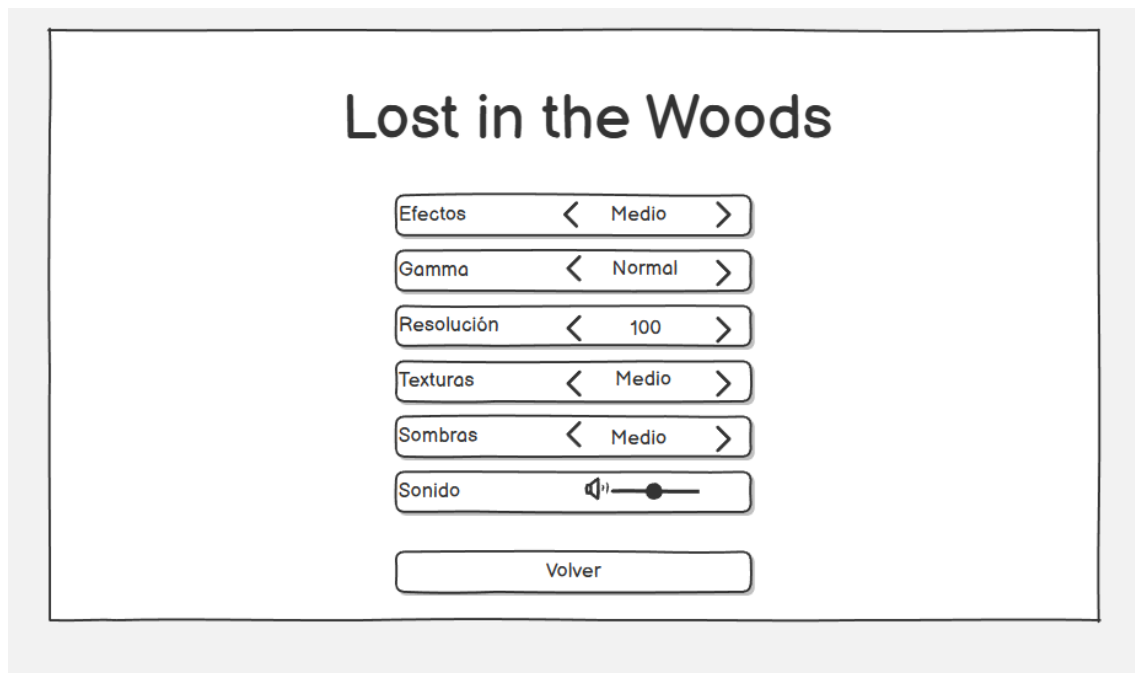 Lost in the Woods
Efectos Medio
Gamma Normal
Resolución 100
Texturas Medio
Sombras Medio
Sonido
Volver